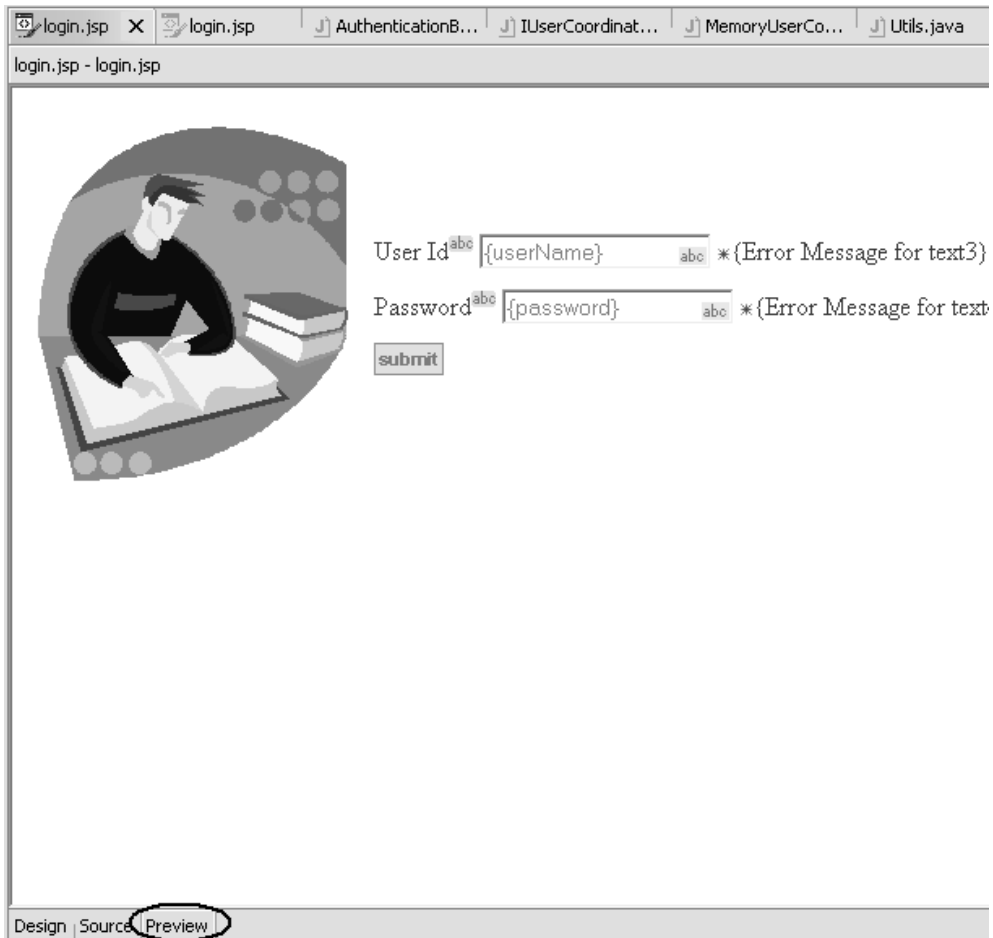 login.jsp login.jsp AuthenticationB... IUserCoordinat... MemoryUserCo... Utils.java
login.jsp - login.jsp
User Id abc {userName} abc *{Error Message for text3}
Password abc {password} abc *{Error Message for text
submit
Design Source Preview